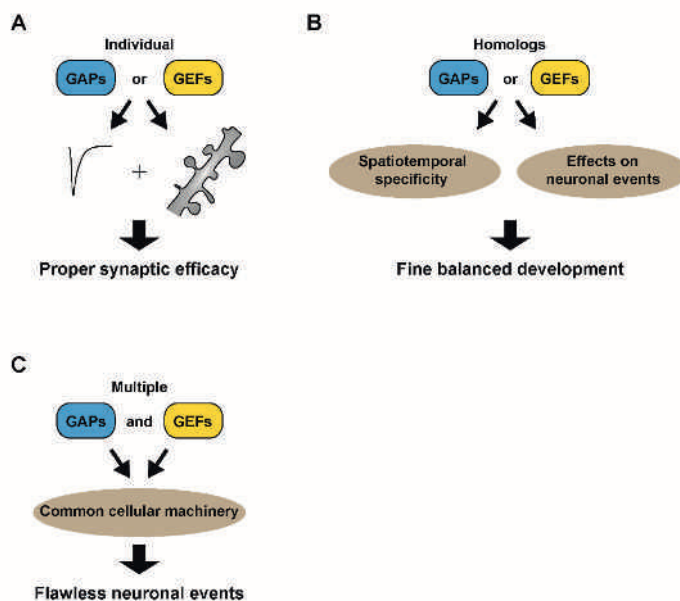 A
Individual
GAPs or GEFs
+
Proper synaptic efficacy
B
Homologs
GAPs or GEFs
Spatiotemporal
specificity
Effects on
neuronal events
Fine balanced development
C
Multiple
GAPs and GEFs
Common cellular machinery
Flawless neuronal events